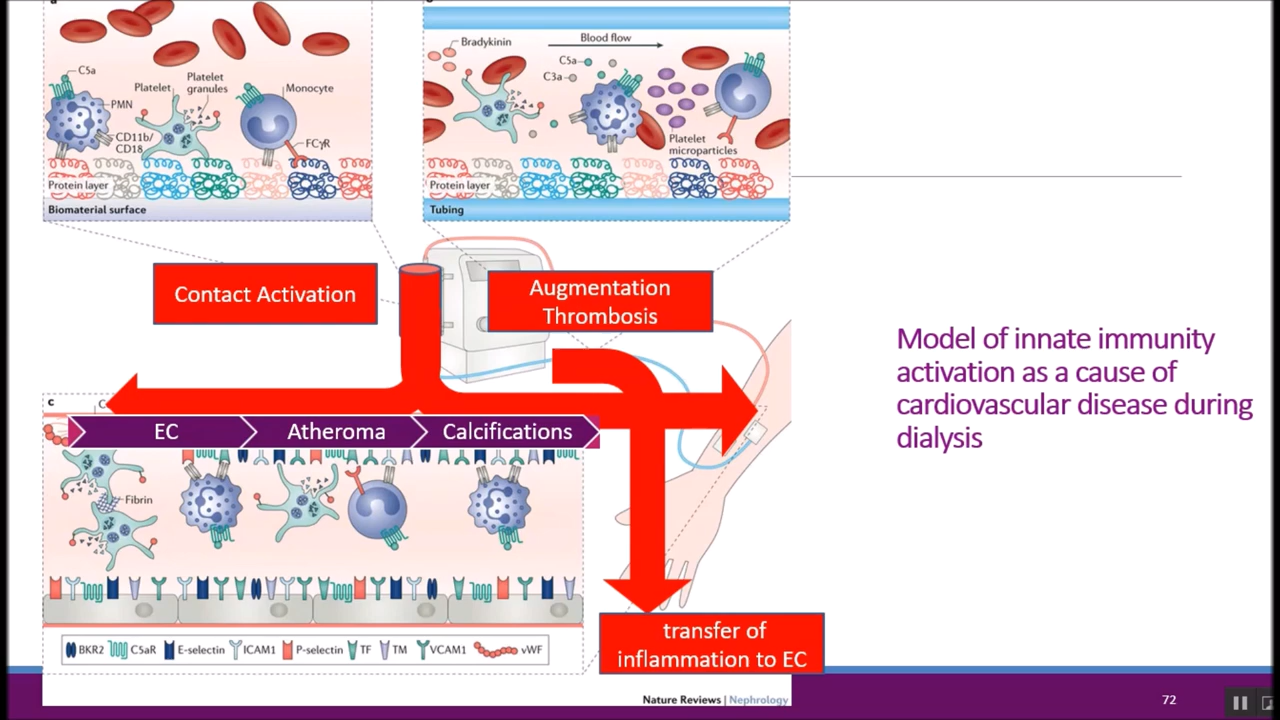 C5a
Platelet
Platelet
granules
Monocyte
PMN
CD11b/
CD18
FCγR
Protein layer
Biomaterial surface
Bradykinin
Blood flow
C5a
C3a
Platelet
microparticles
Protein layer
Tubing
Contact Activation
Augmentation
Thrombosis
Model of innate immunity
activation as a cause of
cardiovascular disease during
dialysis
c
EC
Atheroma
Calcifications
Fibrin
BKR2
C5aR
E-selectin
ICAM1
P-selectin
TF
TM
VCAM1
vWF
transfer of
inflammation to EC
Nature Reviews | Nephrology
72